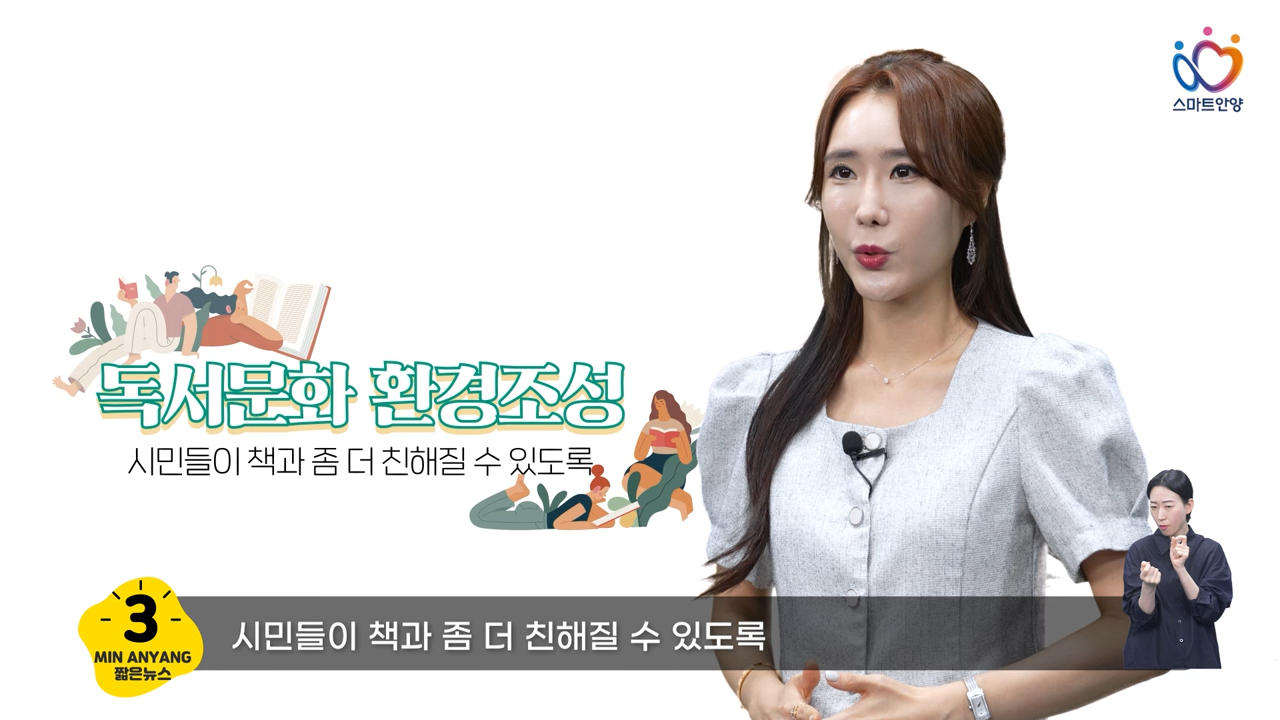 스마트안양
독서문화 환경조성
시민들이 책과 좀 더 친해질 수 있도록
3
MIN ANYANG
짧은뉴스
시민들이 책과 좀 더 친해질 수 있도록